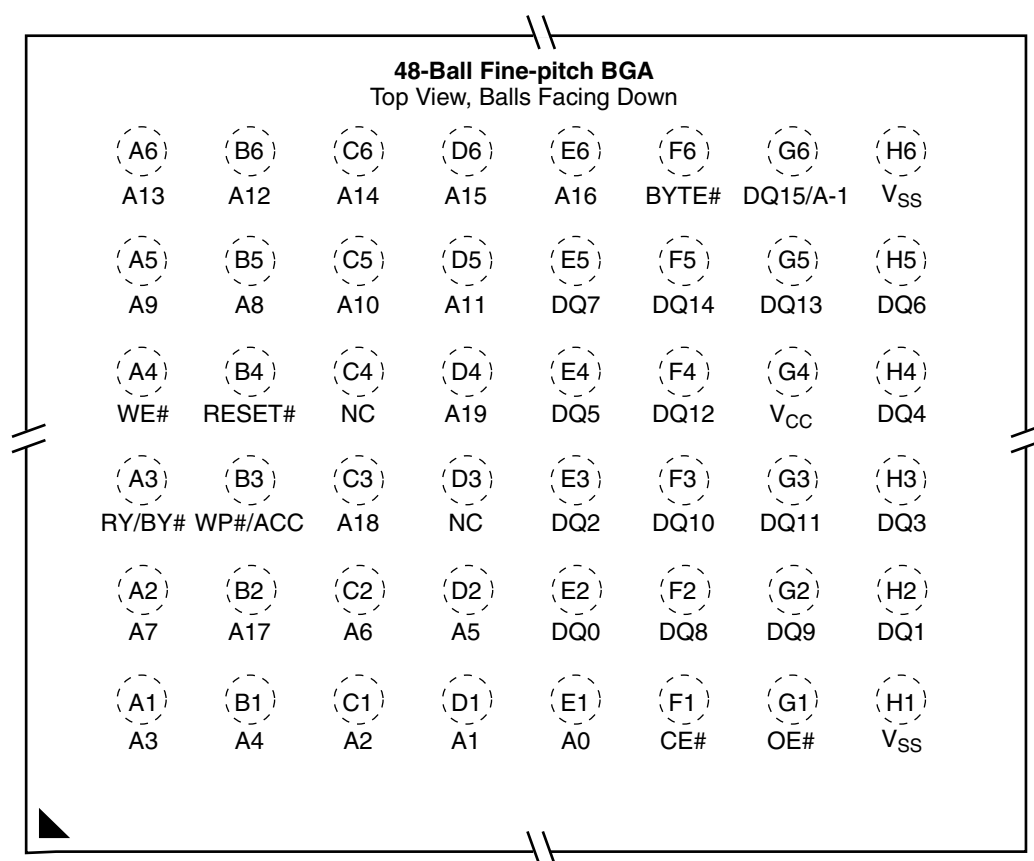 48-Ball Fine-pitch BGA
Top View, Balls Facing Down
A6 B6 C6 D6 E6 F6 G6 H6
A13 A12 A14 A15 A16 BYTE# DQ15/A-1 VSS
A5 B5 C5 D5 E5 F5 G5 H5
A9 A8 A10 A11 DQ7 DQ14 DQ13 DQ6
A4 B4 C4 D4 E4 F4 G4 H4
WE# RESET# NC A19 DQ5 DQ12 VCC DQ4
A3 B3 C3 D3 E3 F3 G3 H3
RY/BY# WP#/ACC A18 NC DQ2 DQ10 DQ11 DQ3
A2 B2 C2 D2 E2 F2 G2 H2
A7 A17 A6 A5 DQ0 DQ8 DQ9 DQ1
A1 B1 C1 D1 E1 F1 G1 H1
A3 A4 A2 A1 A0 CE# OE# VSS